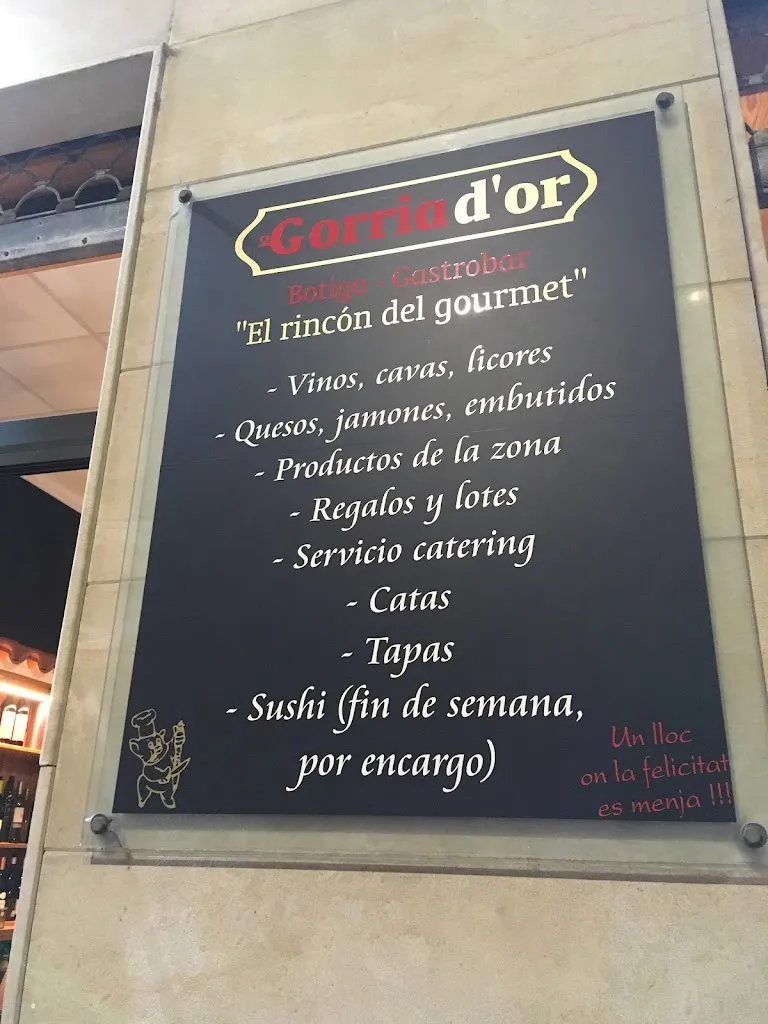 Gorria d'or
Botiga - Gastrobar
"El rincón del gourmet"
- Vinos, cavas, licores
- Quesos, jamones, embutidos
- Productos de la zona
- Regalos y lotes
- Servicio catering
- Catas
- Tapas
- Sushi (fin de semana,
por encargo)
Un lloc
on la felicitat
es menja !!!